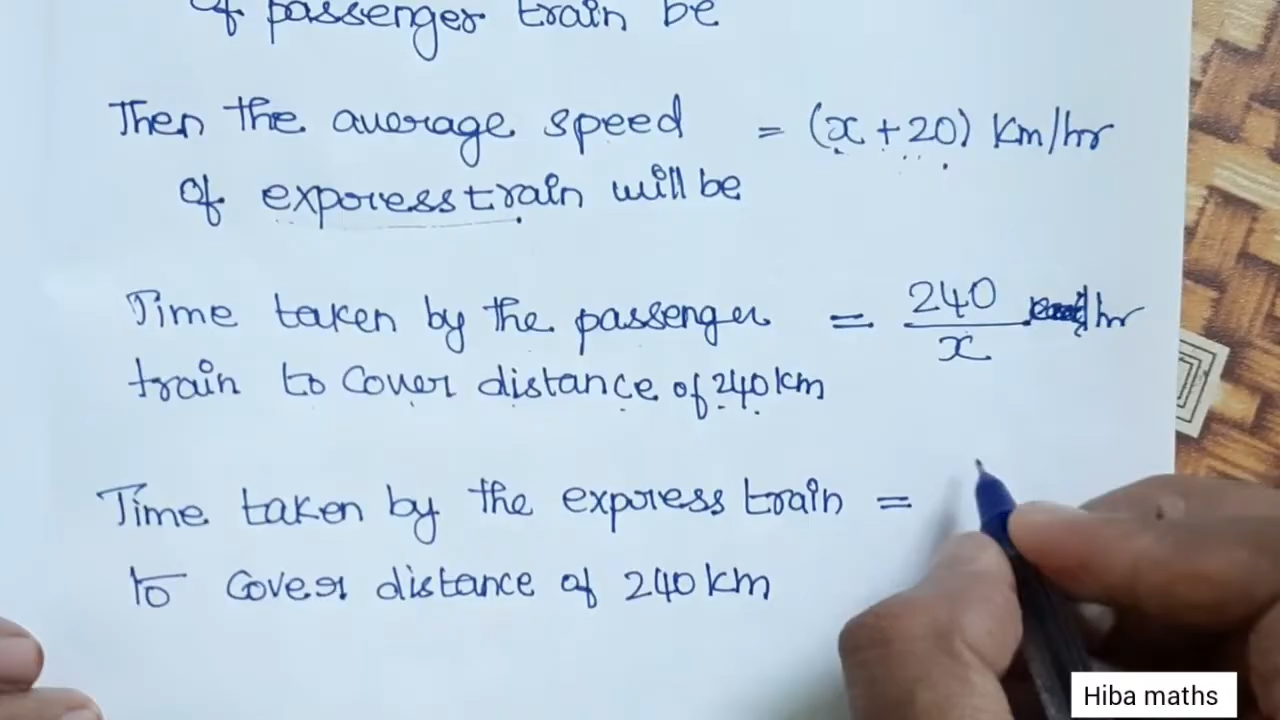 of passenger train be
Then the average speed = (x + 20) Km/hr
of express train will be
Time taken by the passenger = 240/x hr
train to cover distance of 240 km
Time taken by the express train =
to cover distance of 240 km
Hiba maths